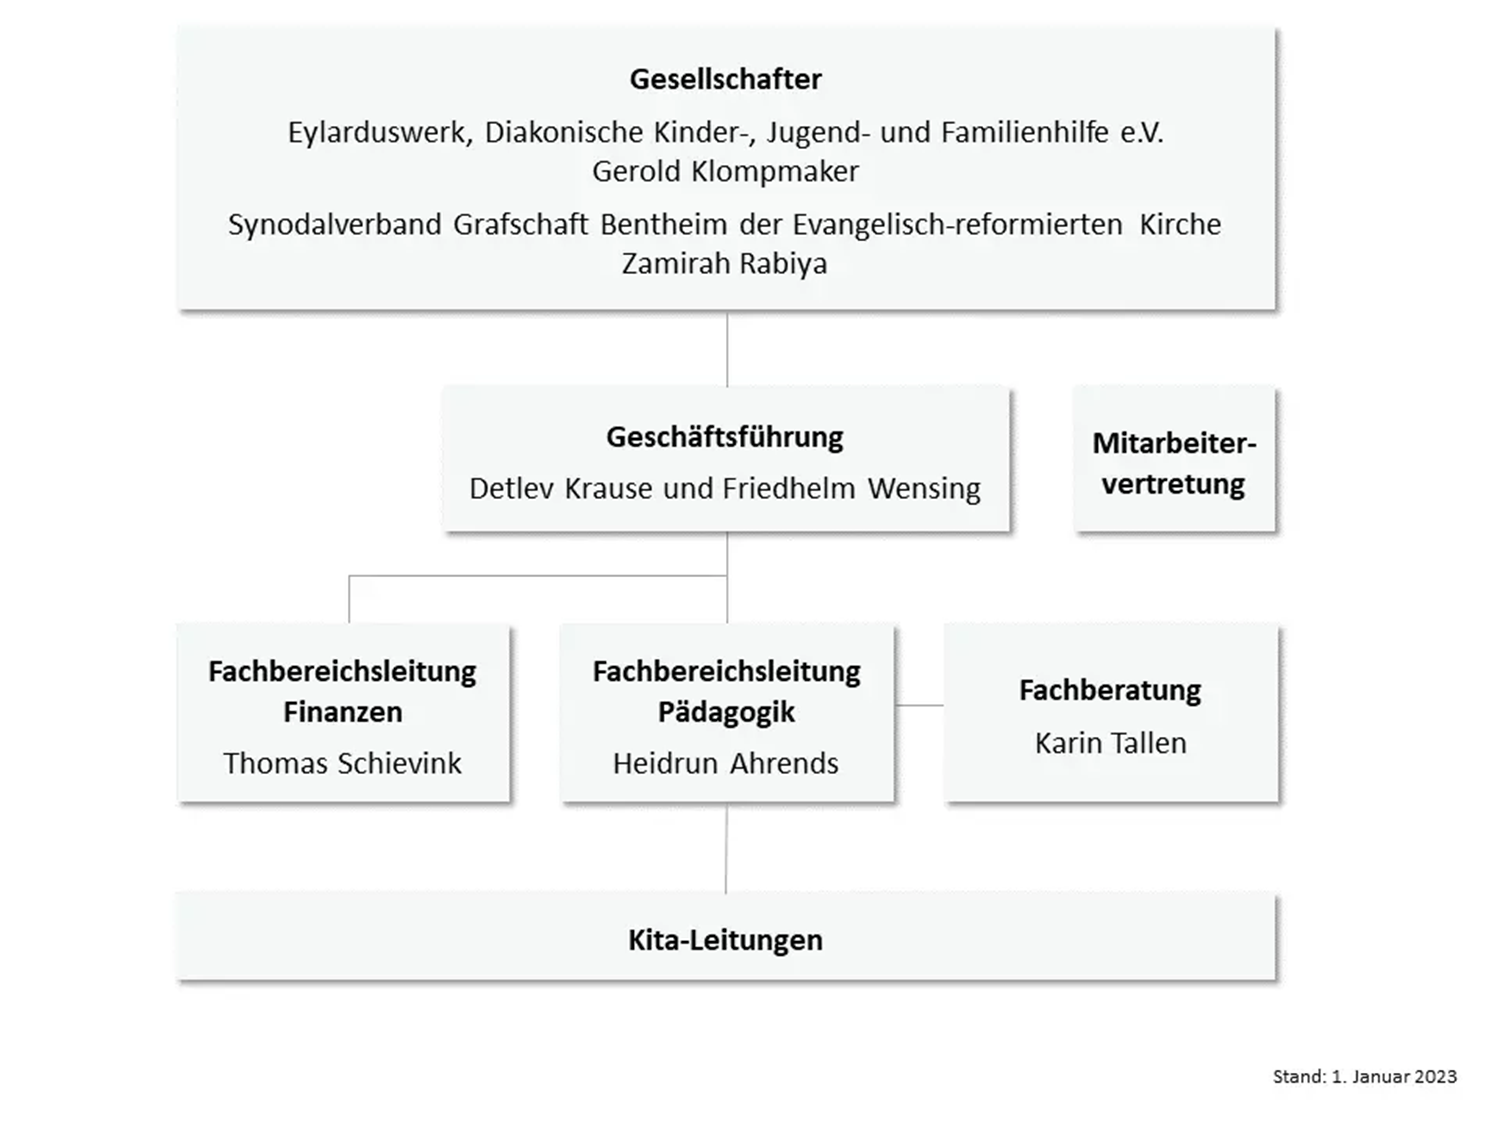 Gesellschafter
Eylarduswerk, Diakonische Kinder-, Jugend- und Familienhilfe e.V.
Gerold Klompmaker
Synodalverband Grafschaft Bentheim der Evangelisch-reformierten Kirche
Zamirah Rabiya
Geschäftsführung
Detlev Krause und Friedhelm Wensing
Mitarbeiter-
vertretung
Fachbereichsleitung
Finanzen
Thomas Schievink
Fachbereichsleitung
Pädagogik
Heidrun Ahrends
Fachberatung
Karin Tallen
Kita-Leitungen
Stand: 1. Januar 2023